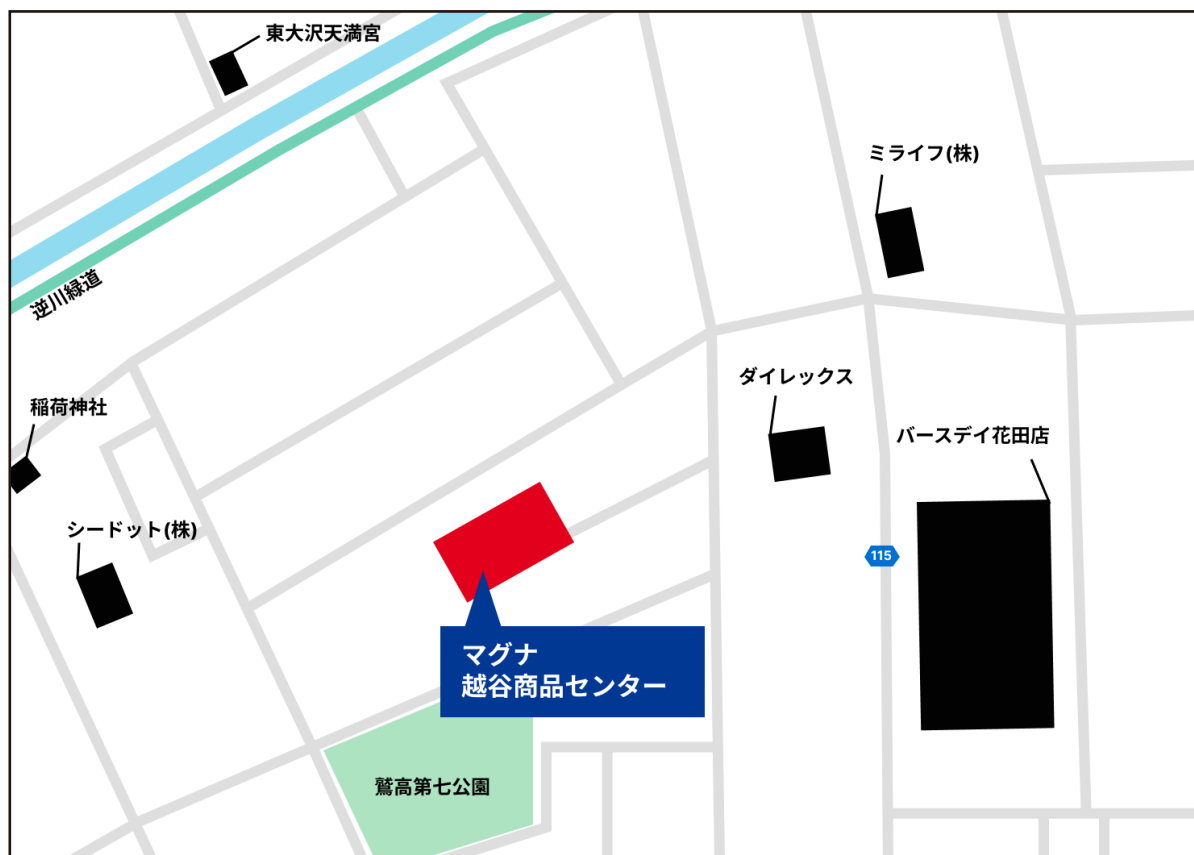 東大沢天満宮
ミライフ(株)
逆川緑道
ダイレックス
稲荷神社
バースデイ花田店
シードット(株)
115
マグナ
越谷商品センター
鷲高第七公園